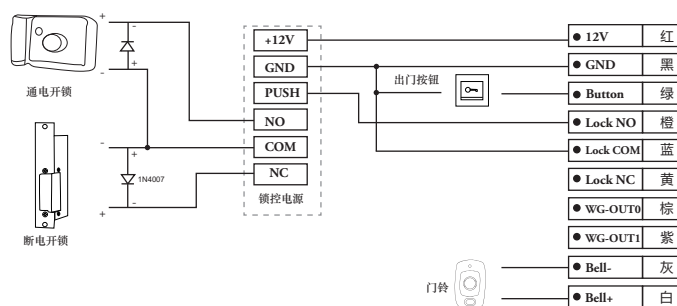 +
-
+
-
通电开锁
-
+
1N4007
-
+
断电开锁
+12V
GND
PUSH
NO
COM
NC
锁控电源
出门按钮
门铃
12V 红
GND 黑
Button 绿
Lock NO 橙
Lock COM 蓝
Lock NC 黄
WG-OUT0 棕
WG-OUT1 紫
Bell- 灰
Bell+ 白